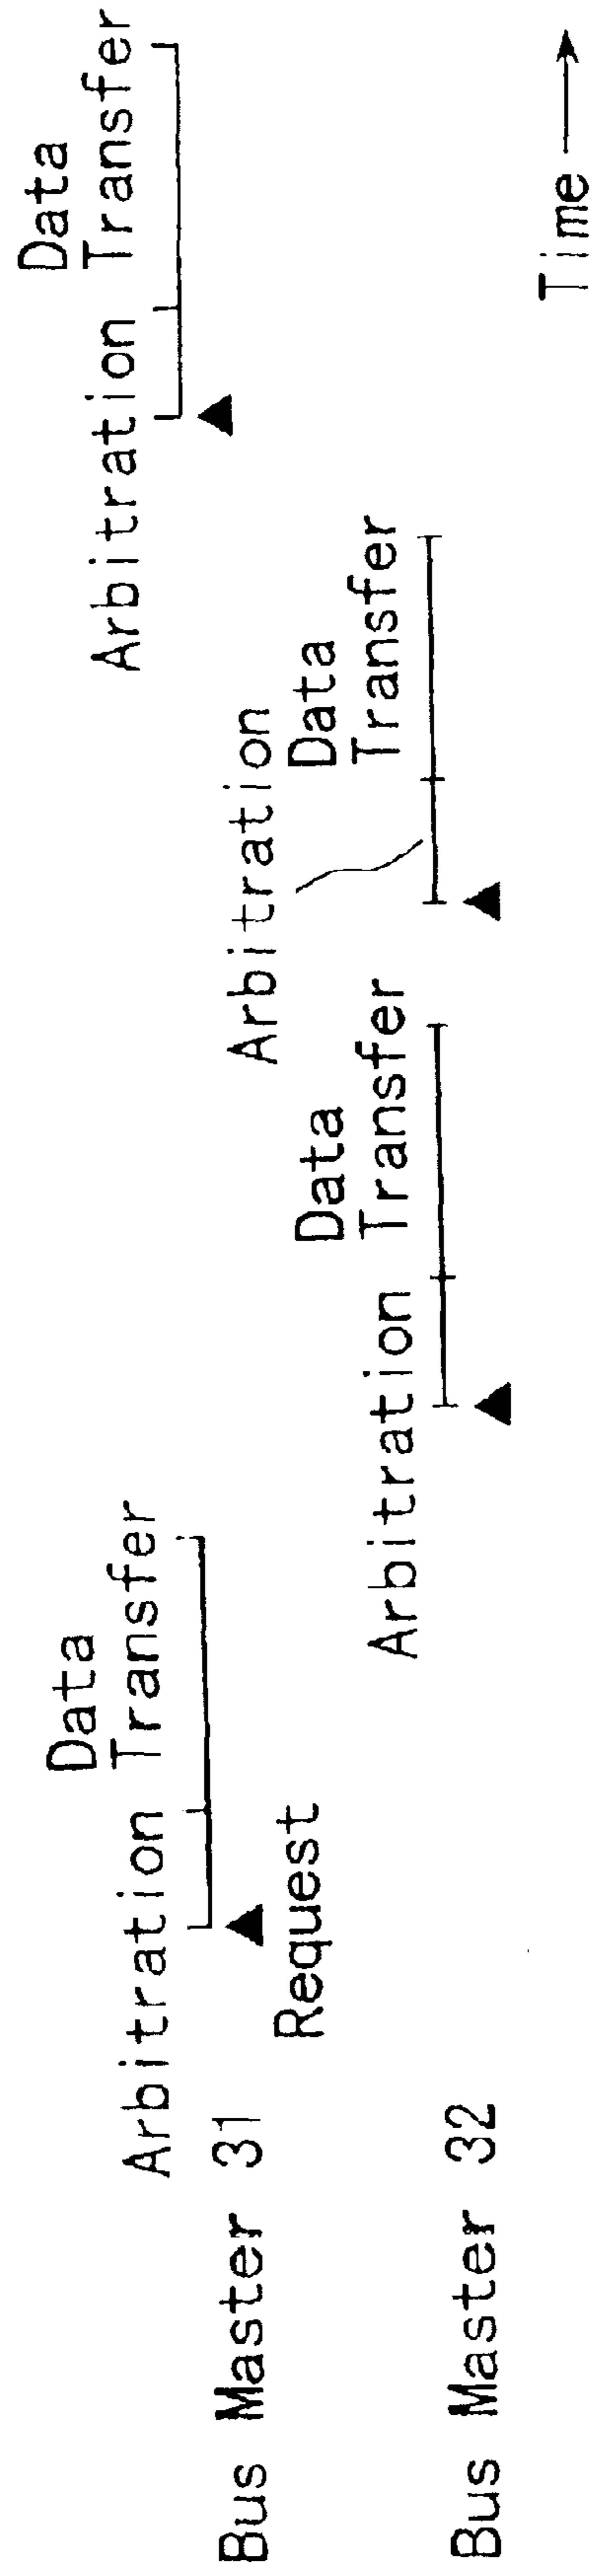 Arbitration
Data
Transfer
Bus Master 31
Request
Arbitration
Data
Transfer
Arbitration
Data
Transfer
Bus Master 32
Arbitration
Data
Transfer
Time